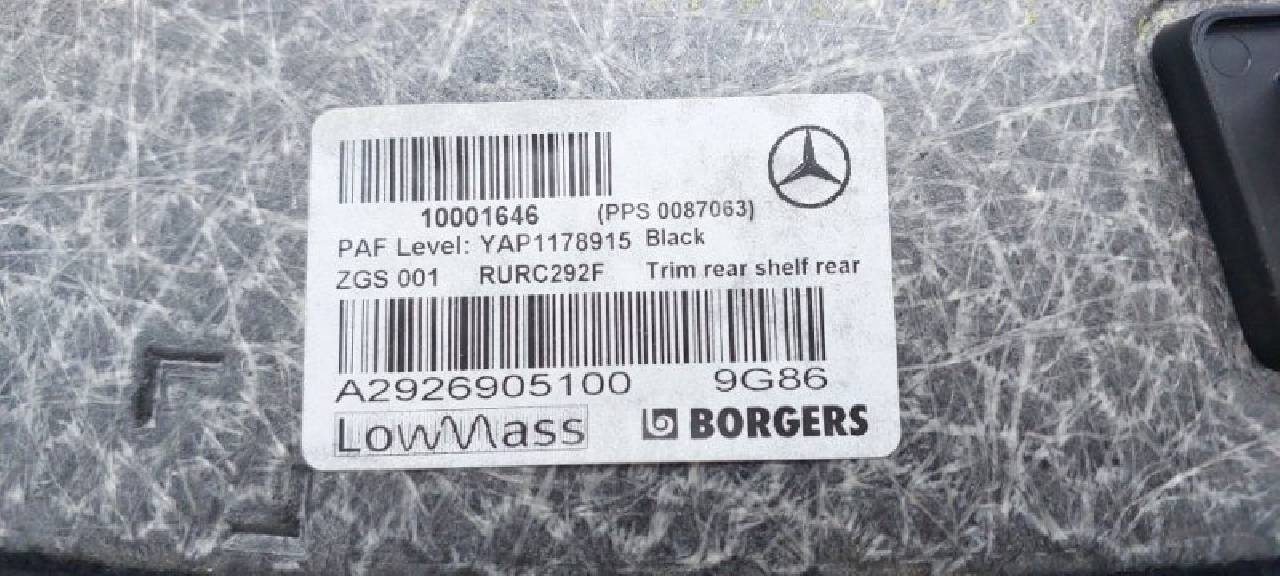 10001646 (PPS 0087063)
PAF Level: YAP1178915 Black
ZGS 001 RURC292F Trim rear shelf rear
A2926905100 9G86
LowMass BORGERS